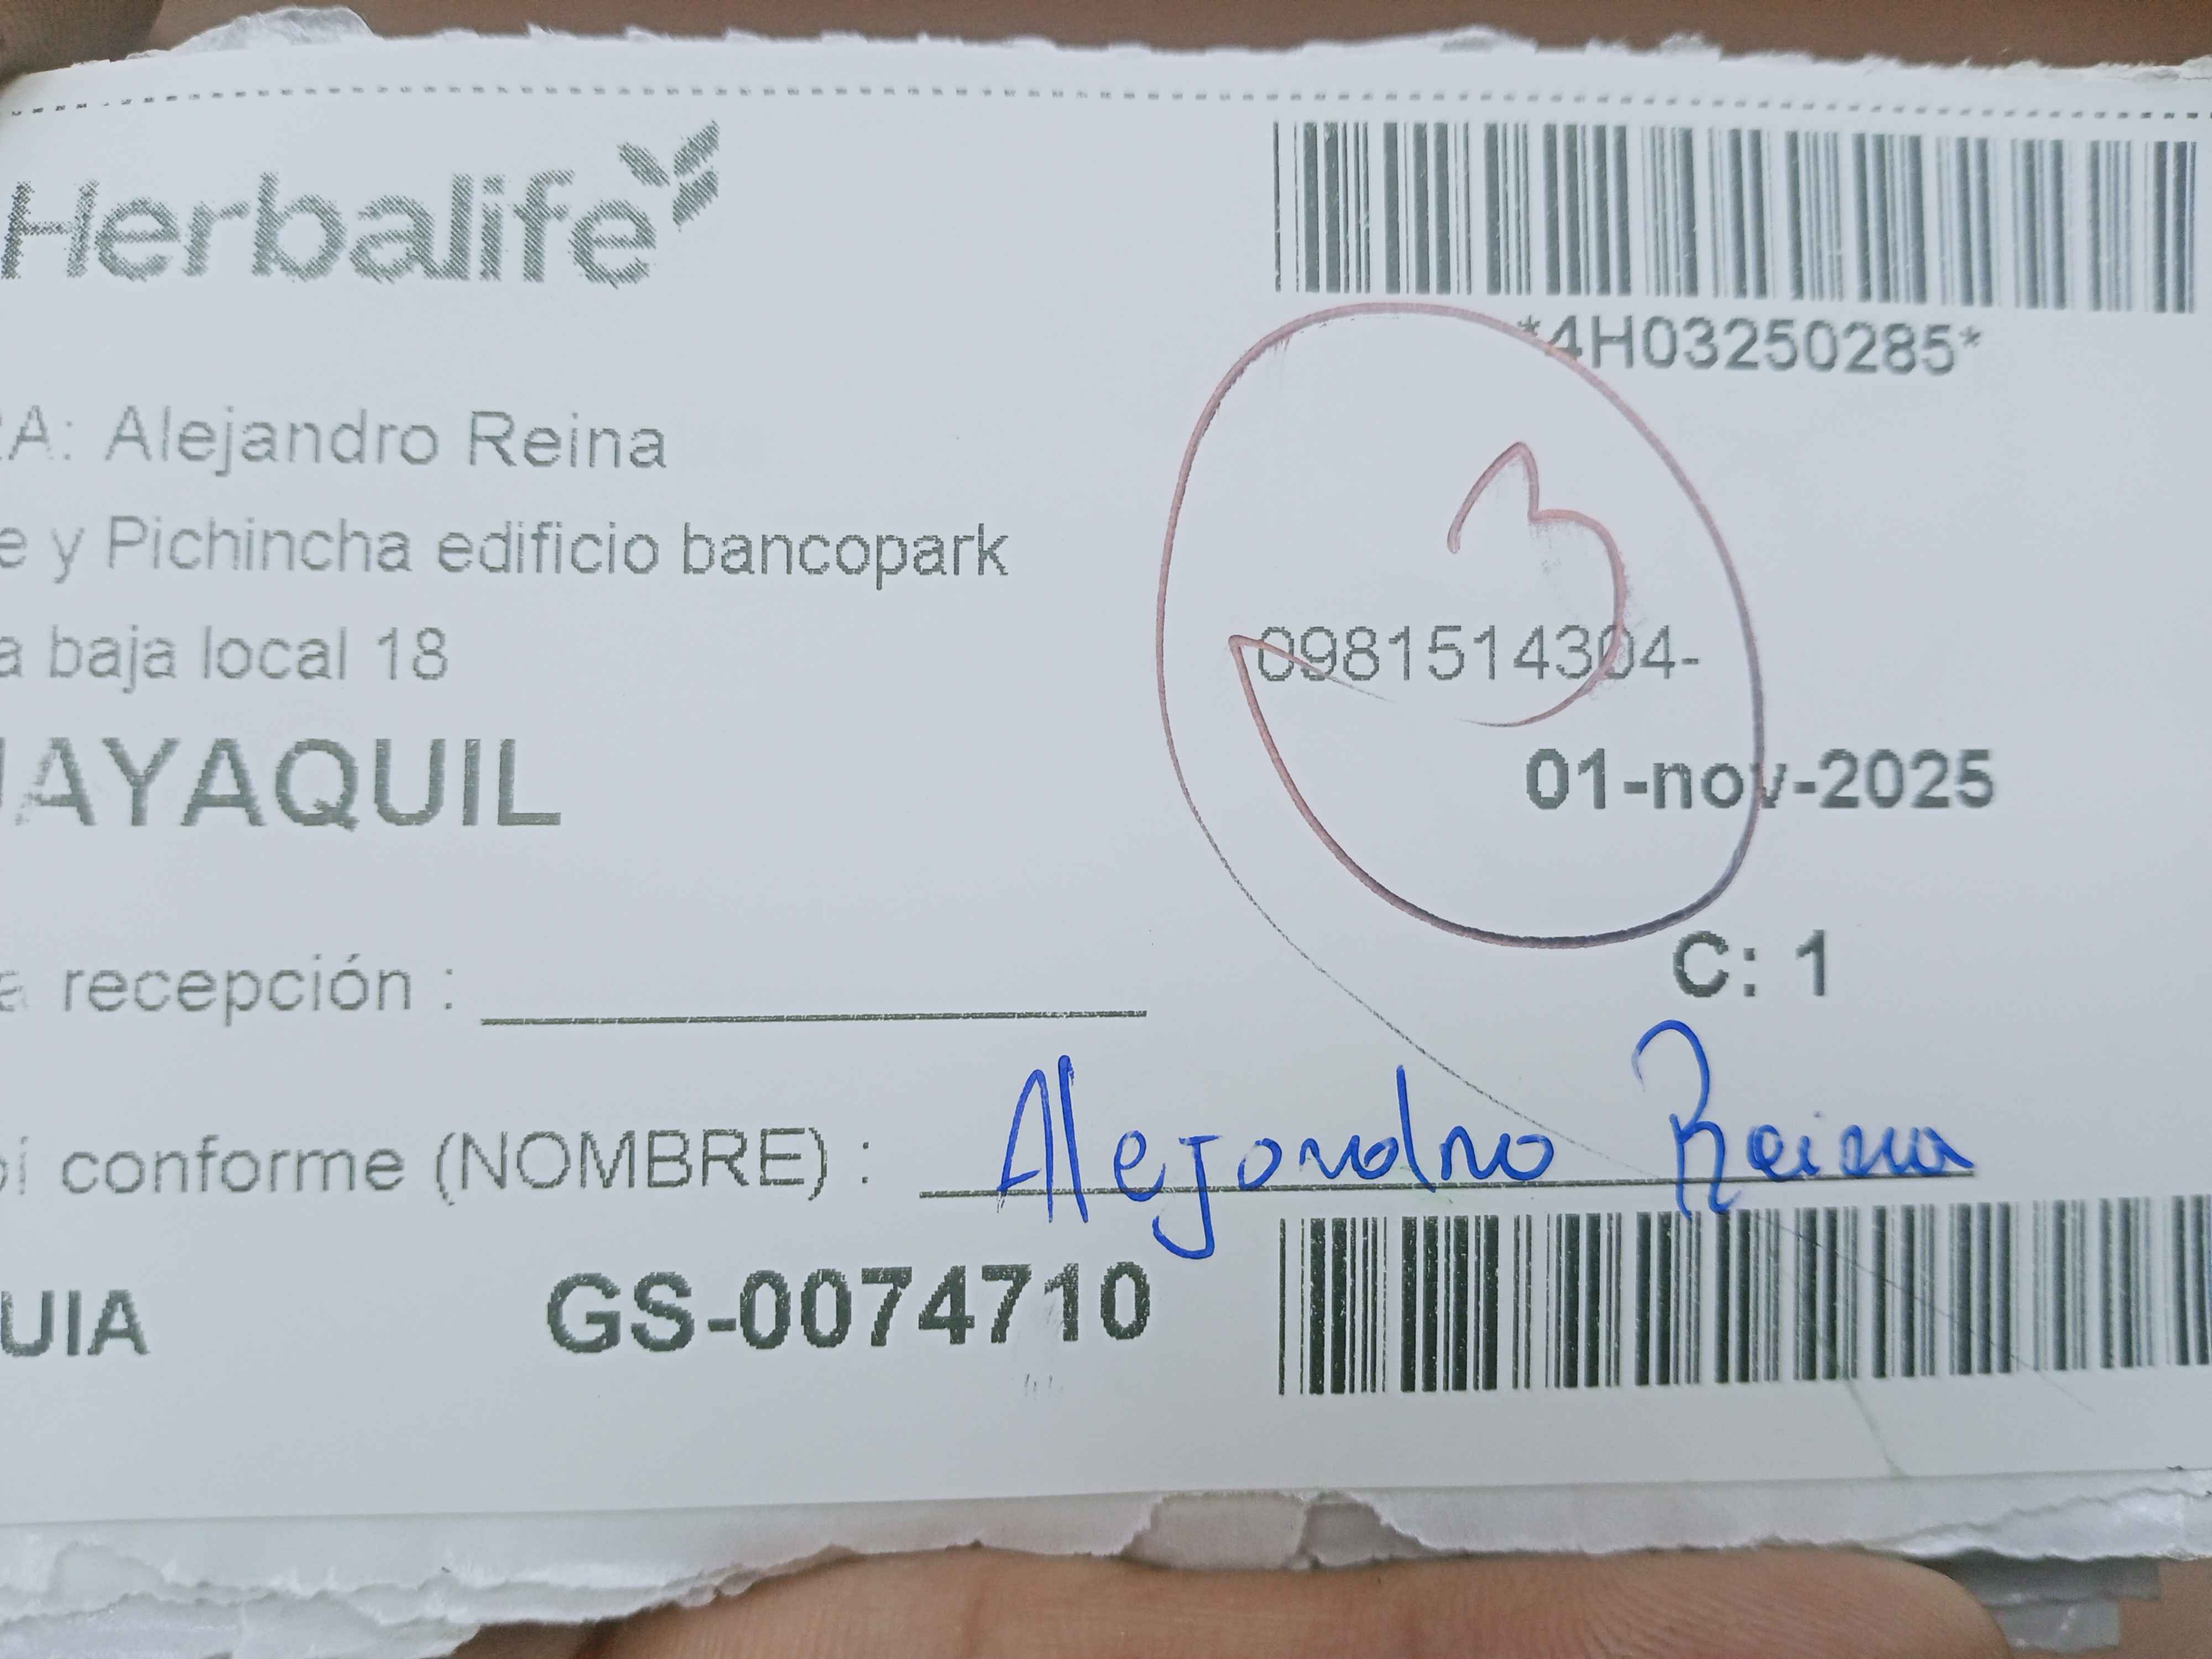 Herbalife
*4H03250285*
RA: Alejandro Reina
e y Pichincha edificio bancopark
a baja local 18
0981514304-
UAYAQUIL
01-nov-2025
3
C: 1
a recepción :
bí conforme (NOMBRE) : Alejandro Reina
UIA GS-0074710